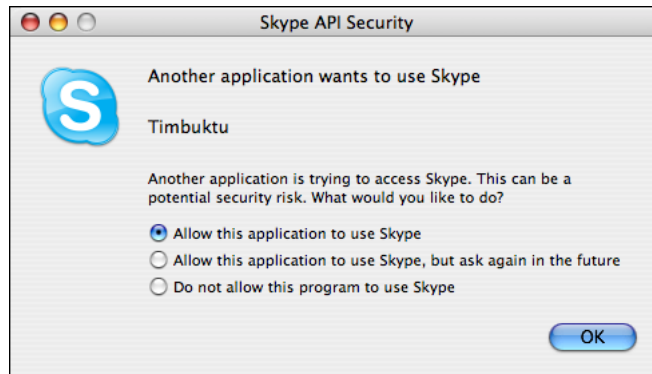 Skype API Security
Another application wants to use Skype
Timbuktu
Another application is trying to access Skype. This can be a
potential security risk. What would you like to do?
Allow this application to use Skype
Allow this application to use Skype, but ask again in the future
Do not allow this program to use Skype
OK